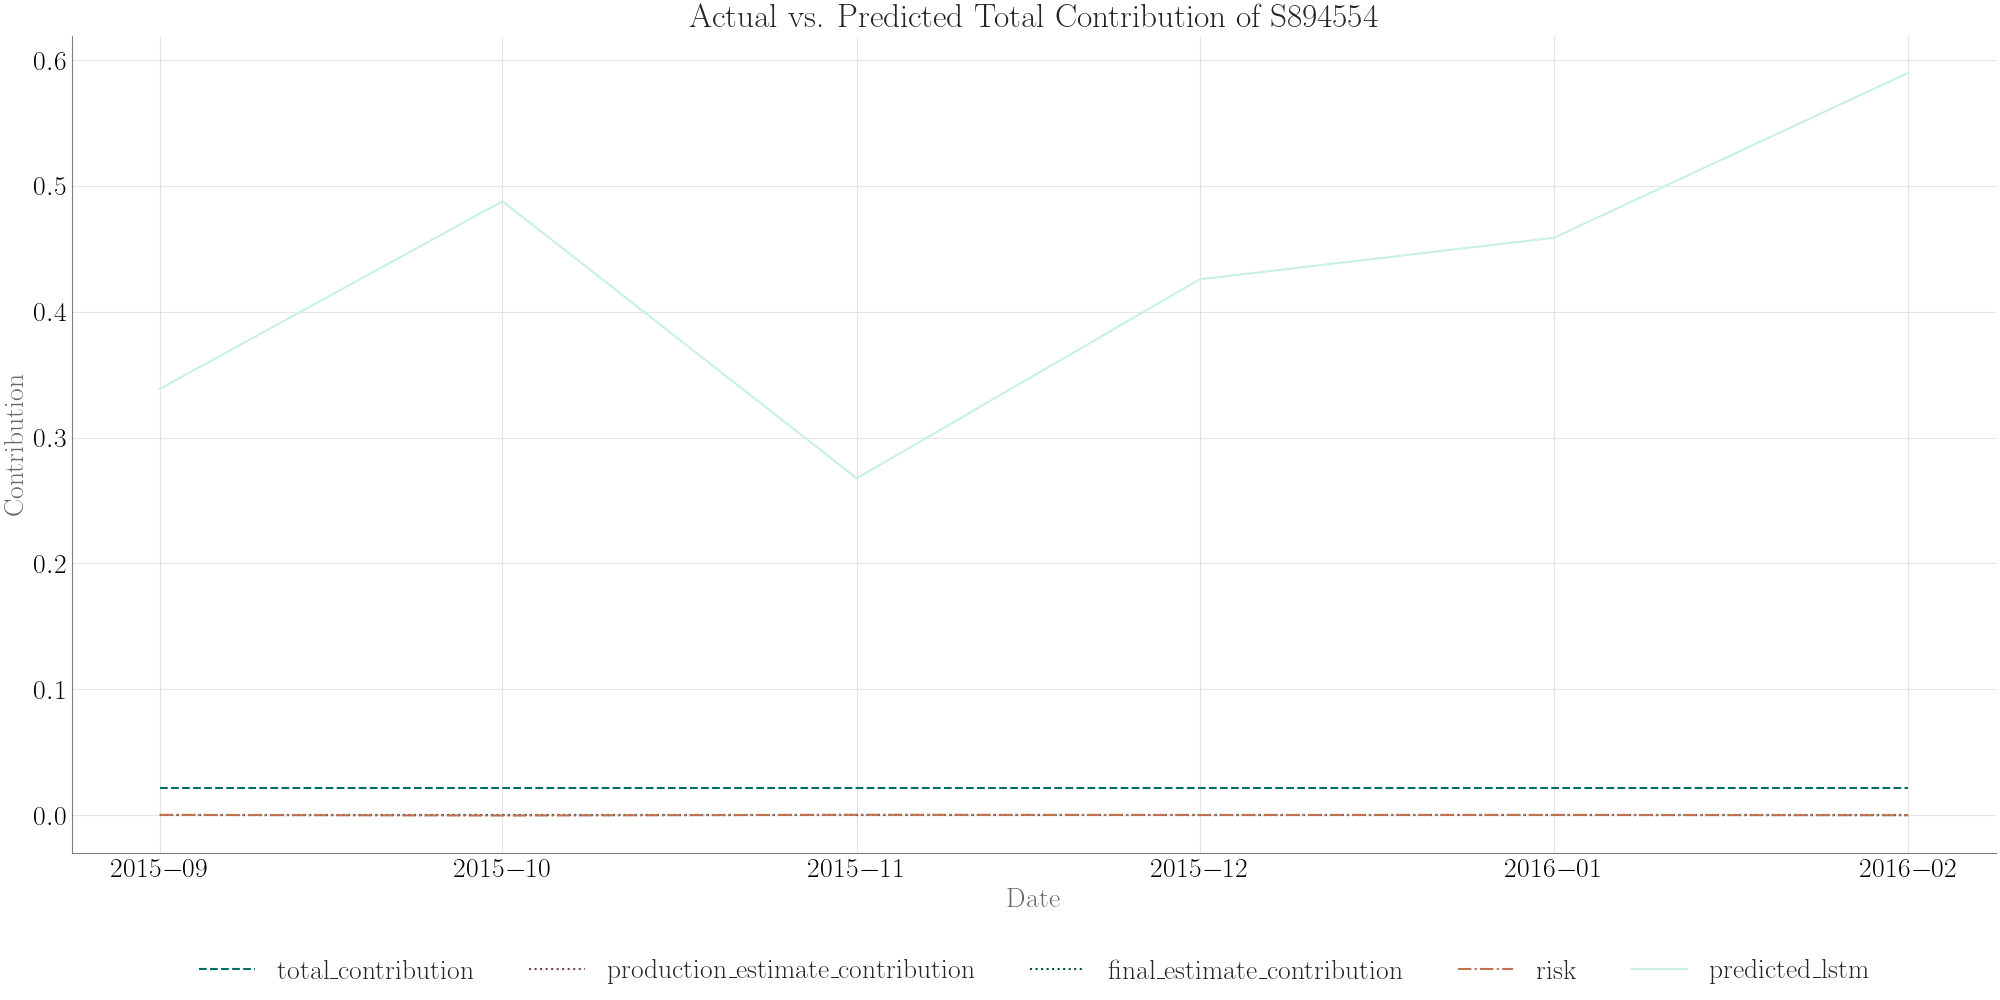 Actual vs. Predicted Total Contribution of S894554
0.6
0.5
0.4
0.3
0.2
0.1
0.0
Contribution
2015–09 2015–10 2015–11 2015–12 2016–01 2016–02
Date
total_contribution production_estimate_contribution final_estimate_contribution risk predicted_lstm